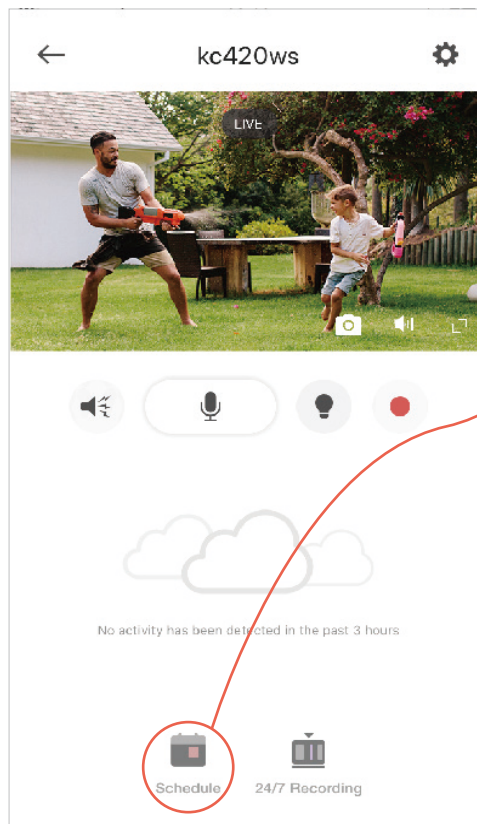 kc420ws
LIVE
No activity has been detected in the past 3 hours
Schedule
24/7 Recording